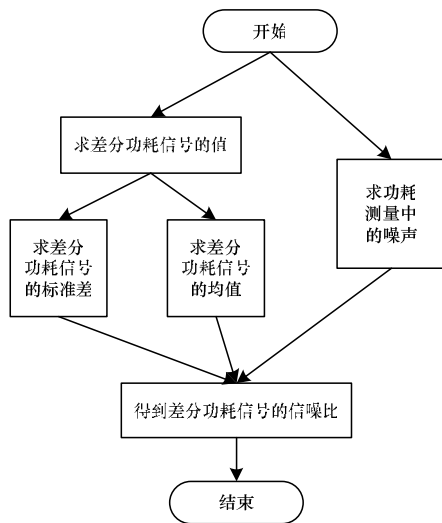 开始
求差分功耗信号的值
求功耗
测量中
的噪声
求差分
功耗信号
的标准差
求差分
功耗信号
的均值
得到差分功耗信号的信噪比
结束